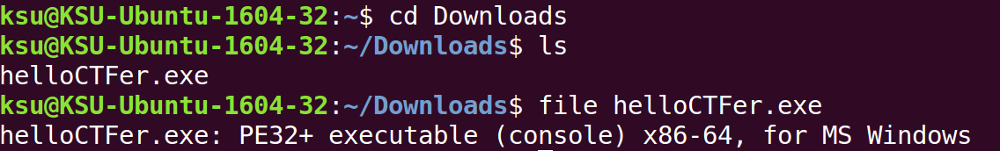 ksu@KSU-Ubuntu-1604-32:~$ cd Downloads
ksu@KSU-Ubuntu-1604-32:~/Downloads$ ls
helloCTFer.exe
ksu@KSU-Ubuntu-1604-32:~/Downloads$ file helloCTFer.exe
helloCTFer.exe: PE32+ executable (console) x86-64, for MS Windows